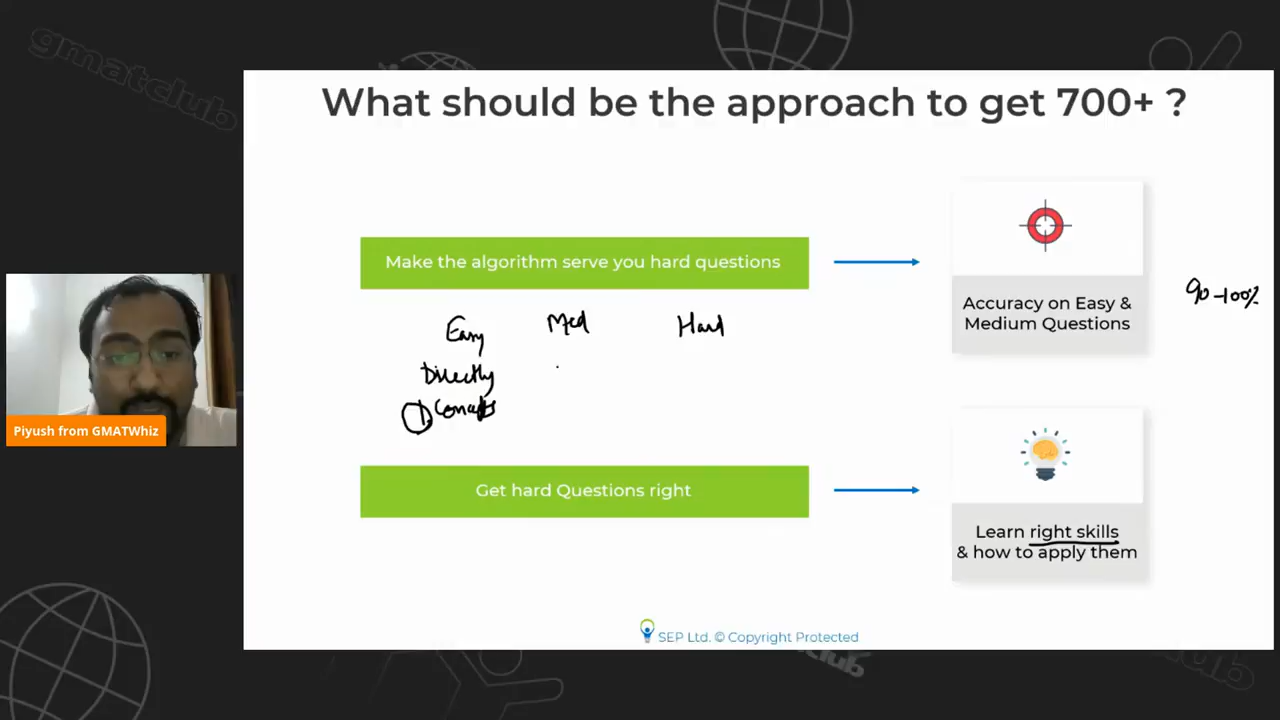 gmatclub
What should be the approach to get 700+ ?
Make the algorithm serve you hard questions
Accuracy on Easy &
Medium Questions
90-100%
Easy Med Hard
Directly
Get hard Questions right
Learn right skills
& how to apply them
Piyush from GMATWhiz
SEP Ltd. © Copyright Protected